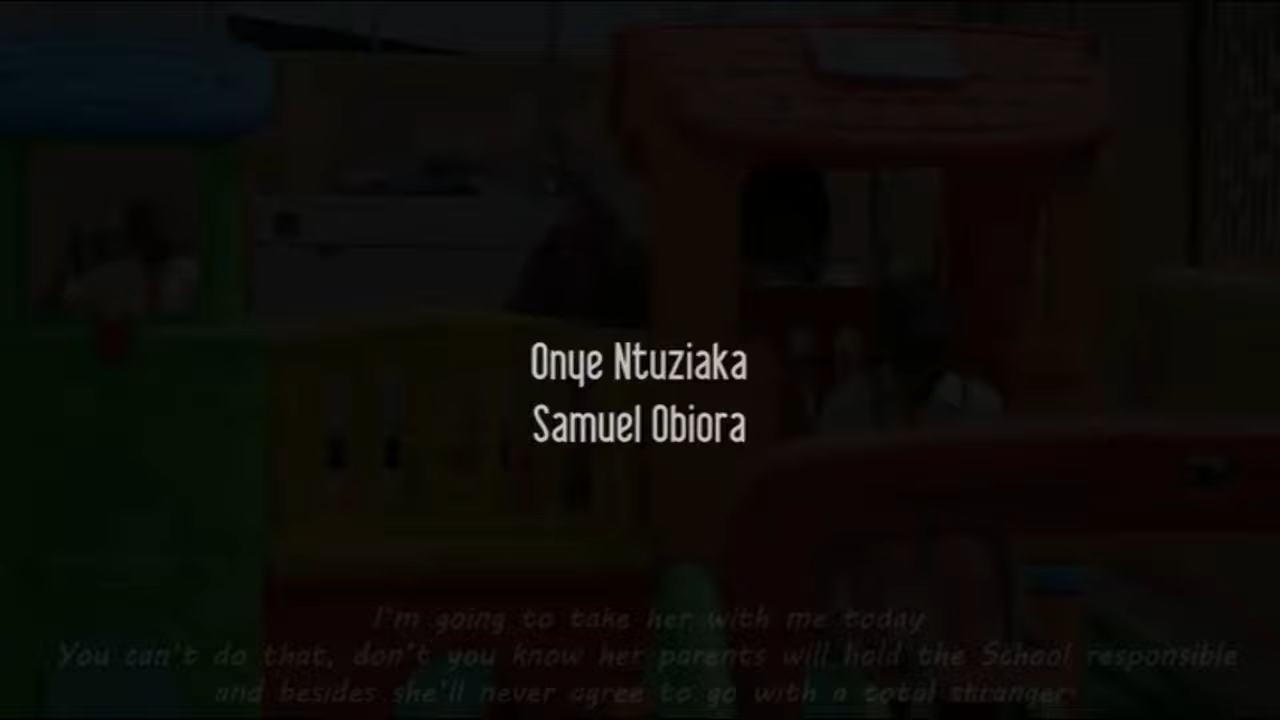 Onye Ntuziaka
Samuel Obiora
I'm going to take her with me today
You can't do that, don't you know her parents will hold the School responsible
and besides she'll never agree to go with a total stranger